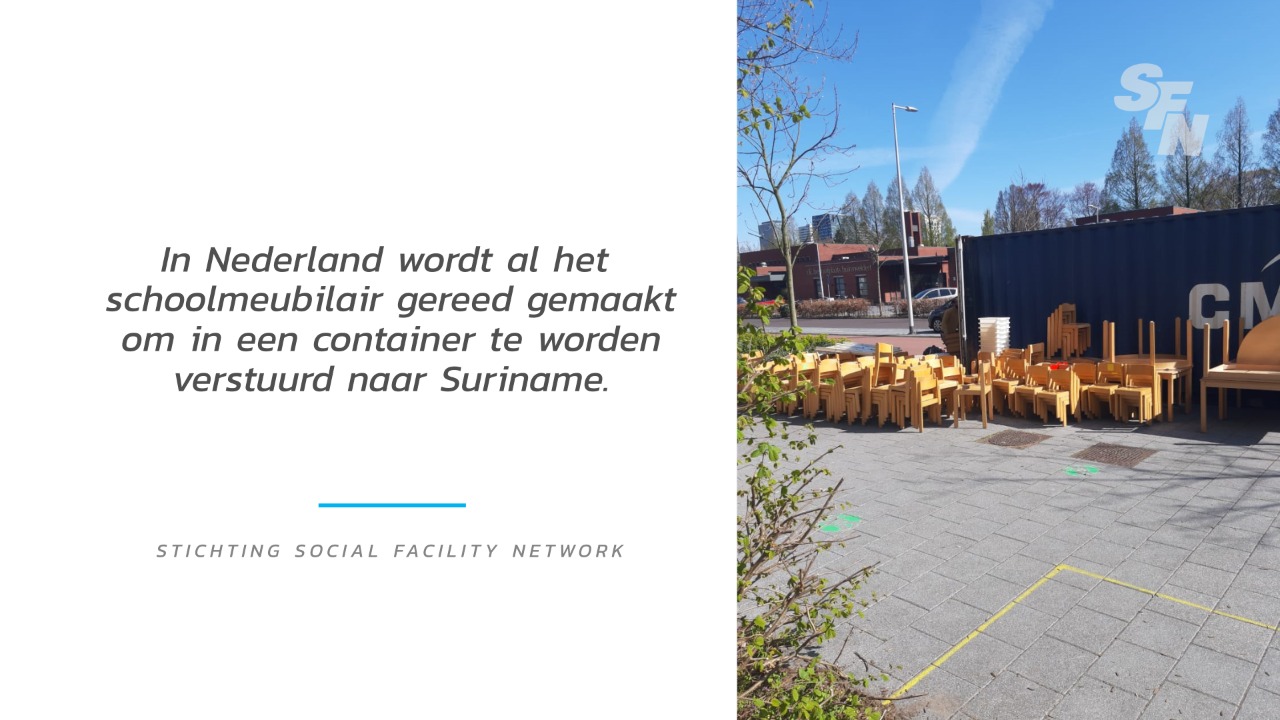 In Nederland wordt al het
schoolmeubilair gereed gemaakt
om in een container te worden
verstuurd naar Suriname.
STICHTING SOCIAL FACILITY NETWORK
SFN
CM